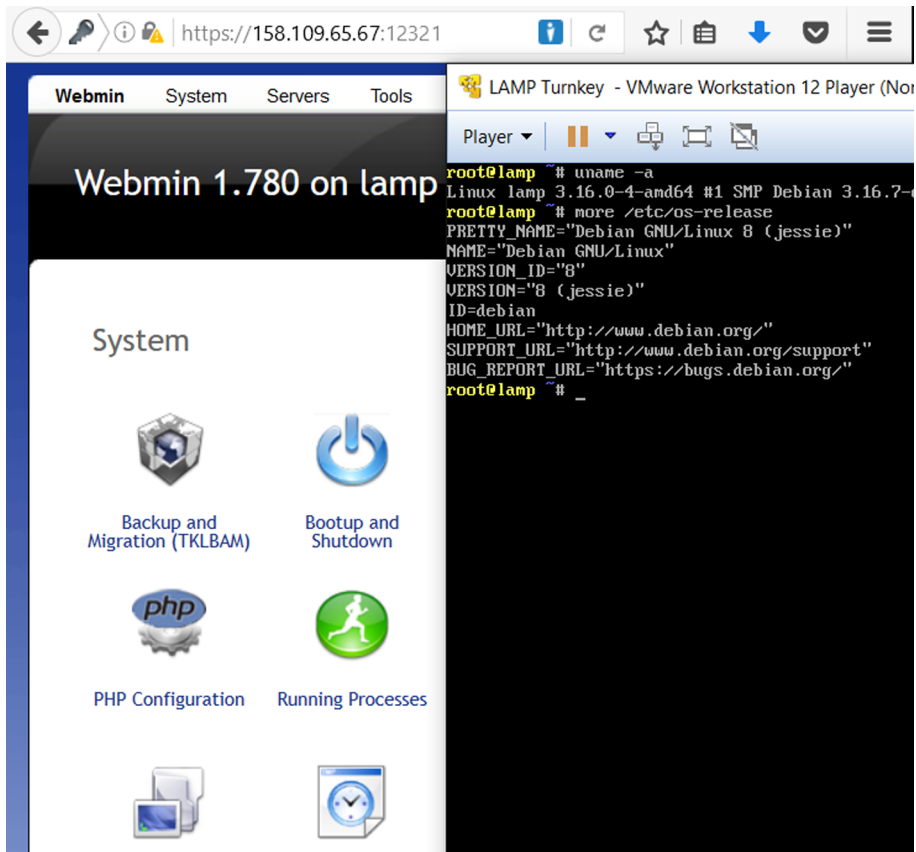 https://158.109.65.67:12321
Webmin System Servers Tools
Webmin 1.780 on lamp
System
Backup and
Migration (TKLBAM)
Bootup and
Shutdown
php
PHP Configuration
Running Processes
LAMP Turnkey - VMware Workstation 12 Player (Nor
Player
root@lamp ~# uname -a
Linux lamp 3.16.0-4-amd64 #1 SMP Debian 3.16.7-
root@lamp ~# more /etc/os-release
PRETTY_NAME="Debian GNU/Linux 8 (jessie)"
NAME="Debian GNU/Linux"
VERSION_ID="8"
VERSION="8 (jessie)"
ID=debian
HOME_URL="http://www.debian.org/"
SUPPORT_URL="http://www.debian.org/support"
BUG_REPORT_URL="https://bugs.debian.org/"
root@lamp ~# _